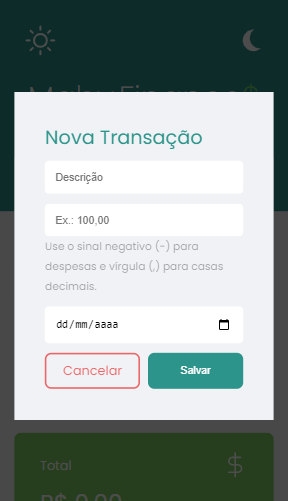 Nova Transação
Descrição
Ex.: 100,00
Use o sinal negativo (-) para
despesas e vírgula (,) para casas
decimais.
dd/mm/aaaa
Cancelar
Salvar
Total
R$ 0,00